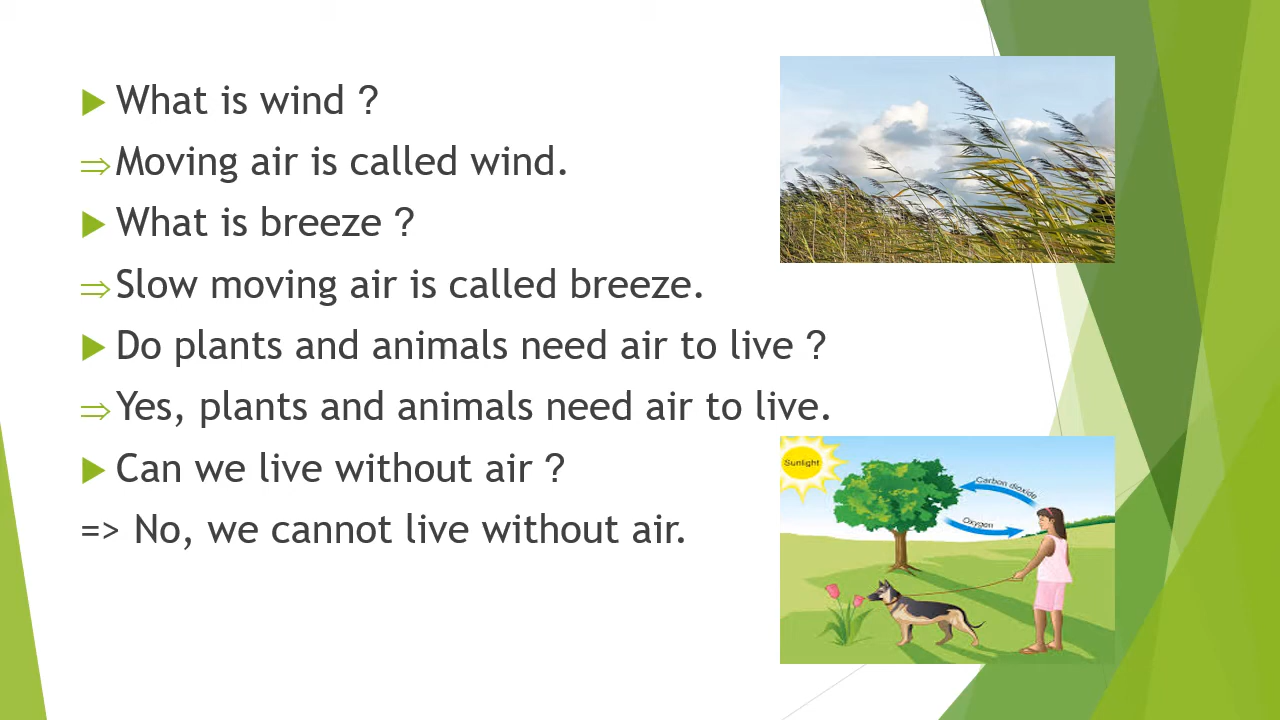 What is wind ?
⇒Moving air is called wind.
What is breeze ?
⇒Slow moving air is called breeze.
Do plants and animals need air to live ?
⇒Yes, plants and animals need air to live.
Can we live without air ?
=> No, we cannot live without air.
Sunlight
Carbon dioxide
Oxygen